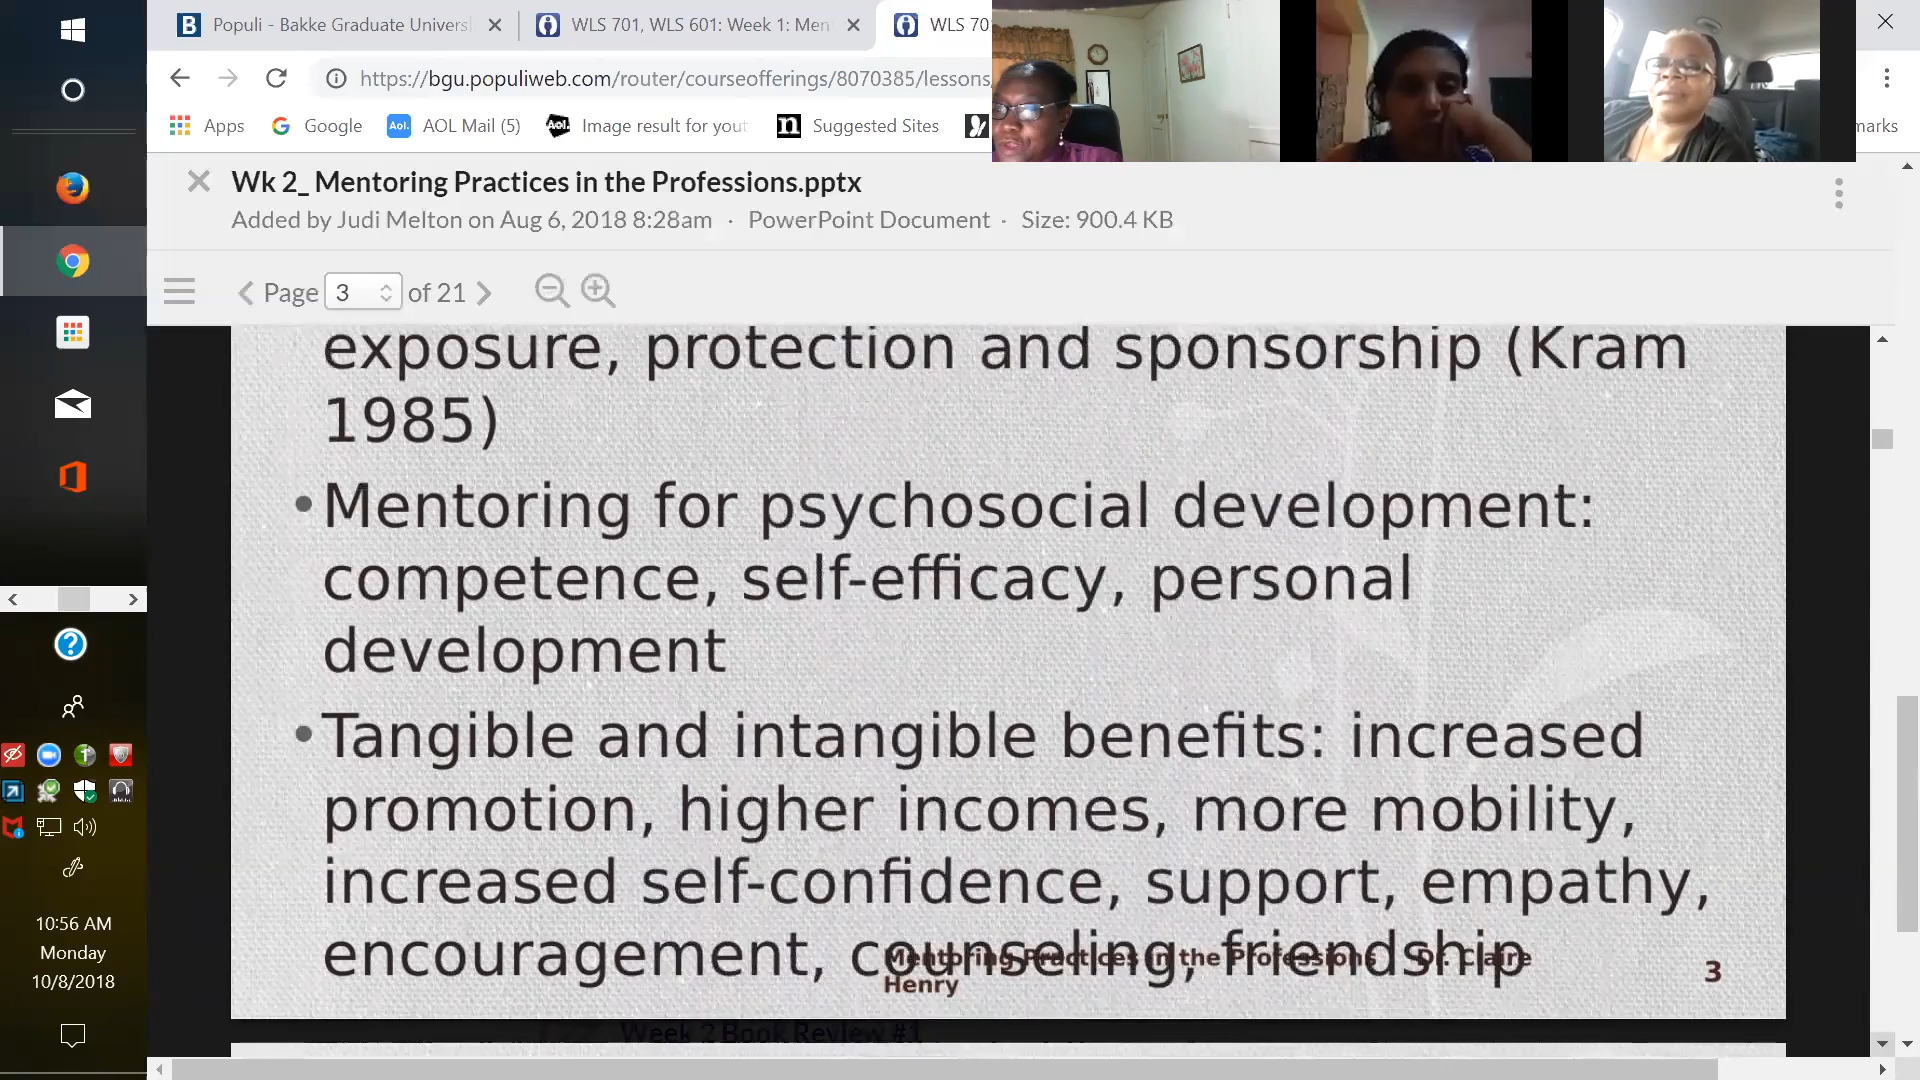 Populi - Bakke Graduate Univers
WLS 701, WLS 601: Week 1: Men
WLS 70
https://bgu.populiweb.com/router/courseofferings/8070385/lessons
Apps
Google
Aol.
AOL Mail (5)
Aol.
Image result for yout
n
Suggested Sites
marks
Wk 2_ Mentoring Practices in the Professions.pptx
Added by Judi Melton on Aug 6, 2018 8:28am · PowerPoint Document · Size: 900.4 KB
Page 3 of 21
exposure, protection and sponsorship (Kram
1985)
• Mentoring for psychosocial development:
competence, self-efficacy, personal
development
• Tangible and intangible benefits: increased
promotion, higher incomes, more mobility,
increased self-confidence, support, empathy,
encouragement, counseling, friendship
Mentoring Practices in the Professions Dr. Claire
Henry
3
Week 2 Book Review #1
10:56 AM
Monday
10/8/2018